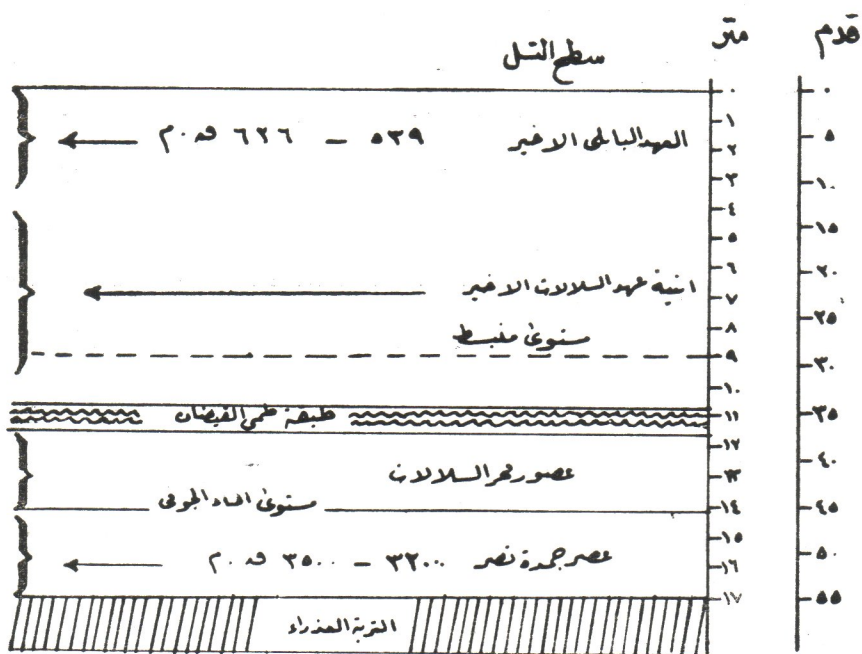 قدم
متر
سطح التل
العهد البابلي الاخير ٥٣٩ - ٦٢٦ ق.م
ابنية عهد السلالات الاخير
مستوى منبسط
طبقة طمى الفيضان
عصور فجر السلالات
مستوى الماء الجوفى
عصر جمدة نصر ٣٢٠٠ - ٣٥٠٠ ق.م
التربة العذراء
٠
١
٢
٣
٤
٥
٦
٧
٨
٩
١٠
١١
١٢
١٣
١٤
١٥
١٦
١٧
٠
٥
١٠
١٥
٢٠
٢٥
٣٠
٣٥
٤٠
٤٥
٥٠
٥٥